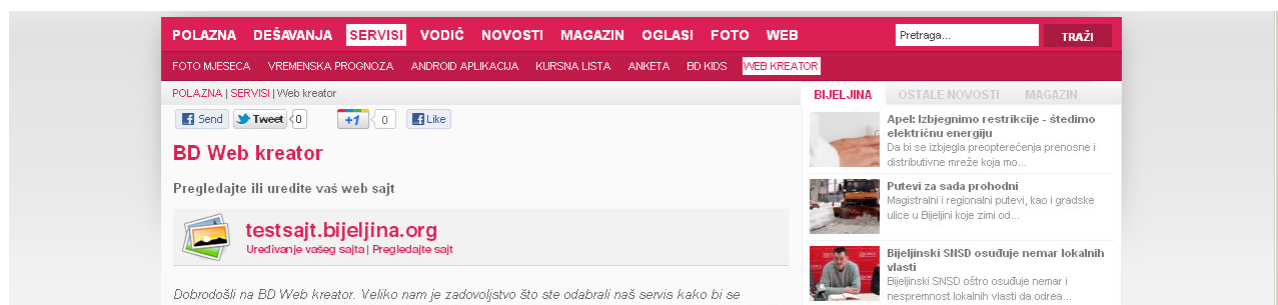 POLAZNA DEŠAVANJA SERVISI VODIČ NOVOSTI MAGAZIN OGLASI FOTO WEB
Pretraga... TRAŽI
FOTO MJESECA VREMENSKA PROGNOZA ANDROID APLIKACIJA KURSNA LISTA ANKETA BD KIDS WEB KREATOR
POLAZNA | SERVISI | Web kreator
Send Tweet 0 +1 0 Like
BD Web kreator
Pregledajte ili uredite vaš web sajt
testsajt.bijeljina.org
Uređivanje vašeg sajta | Pregledajte sajt
Dobrodošli na BD Web kreator. Veliko nam je zadovoljstvo što ste odabrali naš servis kako bi se
BIJELJINA OSTALE NOVOSTI MAGAZIN
Apel: Izbjegnimo restrikcije - štedimo
električnu energiju
Da bi se izbjegla preopterećenja prenosne i
distributivne mreže koja mo...
Putevi za sada prohodni
Magistralni i regionalni putevi, kao i gradske
ulice u Bijeljini koje zimi od...
Bijeljinski SNSD osuđuje nemar lokalnih
vlasti
Bijeljinski SNSD oštro osuđuje nemar i
nespremnost lokalnih vlasti da odrea...